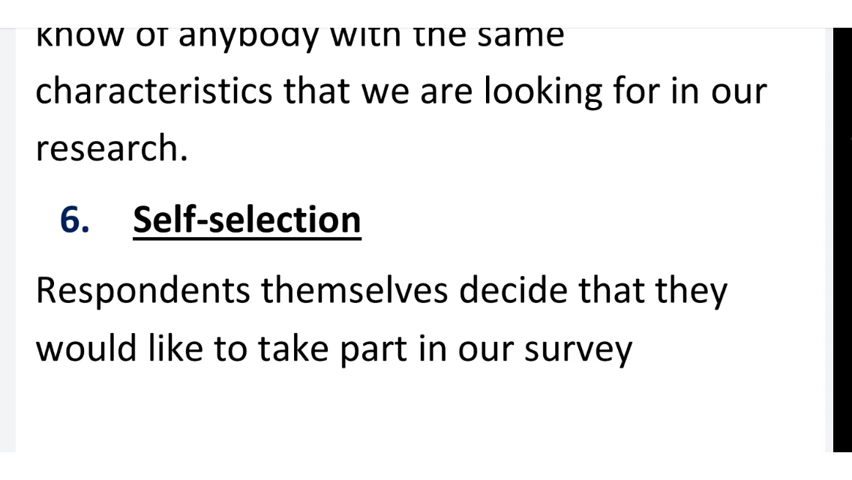 know of anybody with the same
characteristics that we are looking for in our
research.
6. Self-selection
Respondents themselves decide that they
would like to take part in our survey